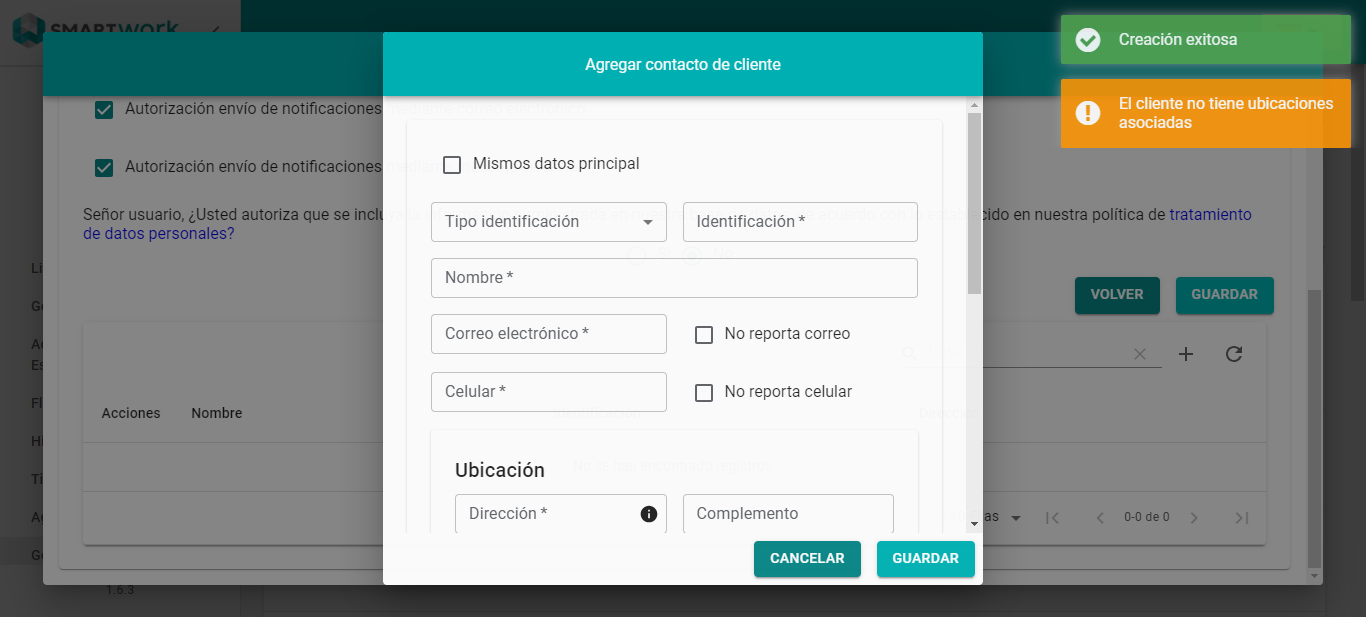 SMARTwork
Agregar contacto de cliente
Creación exitosa
El cliente no tiene ubicaciones
asociadas
Autorización envío de notificaciones
Mismos datos principal
Autorización envío de notificaciones
Tipo identificación
Identificación *
Señor usuario, ¿Usted autoriza que se
en nuestra política de tratamiento
de datos personales?
Nombre *
VOLVER
GUARDAR
Correo electrónico *
No reporta correo
Celular *
No reporta celular
Acciones
Nombre
Ubicación
Dirección *
Complemento
0-0 de 0
CANCELAR
GUARDAR
1.6.3